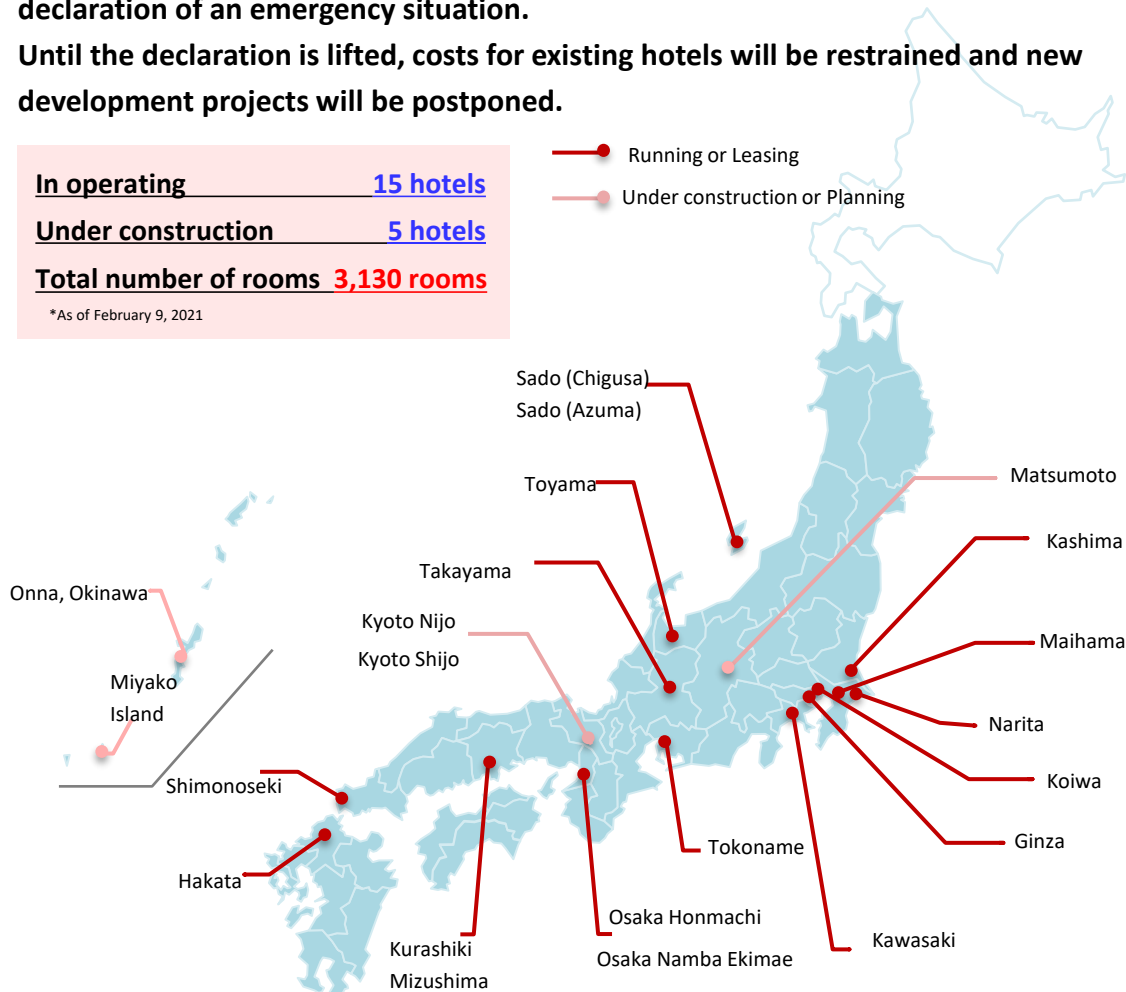 declaration of an emergency situation.
Until the declaration is lifted, costs for existing hotels will be restrained and new
development projects will be postponed.
In operating 15 hotels
Under construction 5 hotels
Total number of rooms 3,130 rooms
*As of February 9, 2021
Running or Leasing
Under construction or Planning
Sado (Chigusa)
Sado (Azuma)
Toyama
Matsumoto
Kashima
Takayama
Onna, Okinawa
Kyoto Nijo
Kyoto Shijo
Maihama
Miyako
Island
Narita
Shimonoseki
Koiwa
Ginza
Tokoname
Hakata
Osaka Honmachi
Osaka Namba Ekimae
Kawasaki
Kurashiki
Mizushima